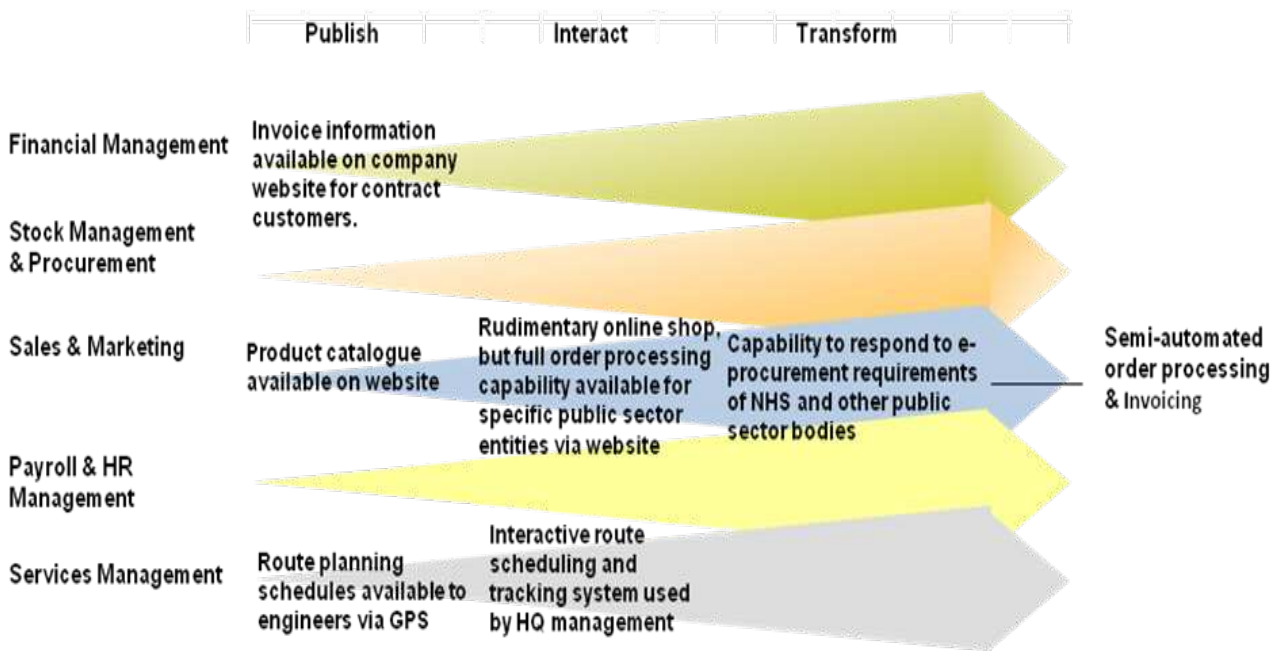 Publish
Interact
Transform
Financial Management
Invoice information
available on company
website for contract
customers.
Stock Management
& Procurement
Sales & Marketing
Product catalogue
available on website
Rudimentary online shop,
but full order processing
capability available for
specific public sector
entities via website
Capability to respond to e-
procurement requirements
of NHS and other public
sector bodies
Semi-automated
order processing
& Invoicing
Payroll & HR
Management
Services Management
Route planning
schedules available to
engineers via GPS
Interactive route
scheduling and
tracking system used
by HQ management